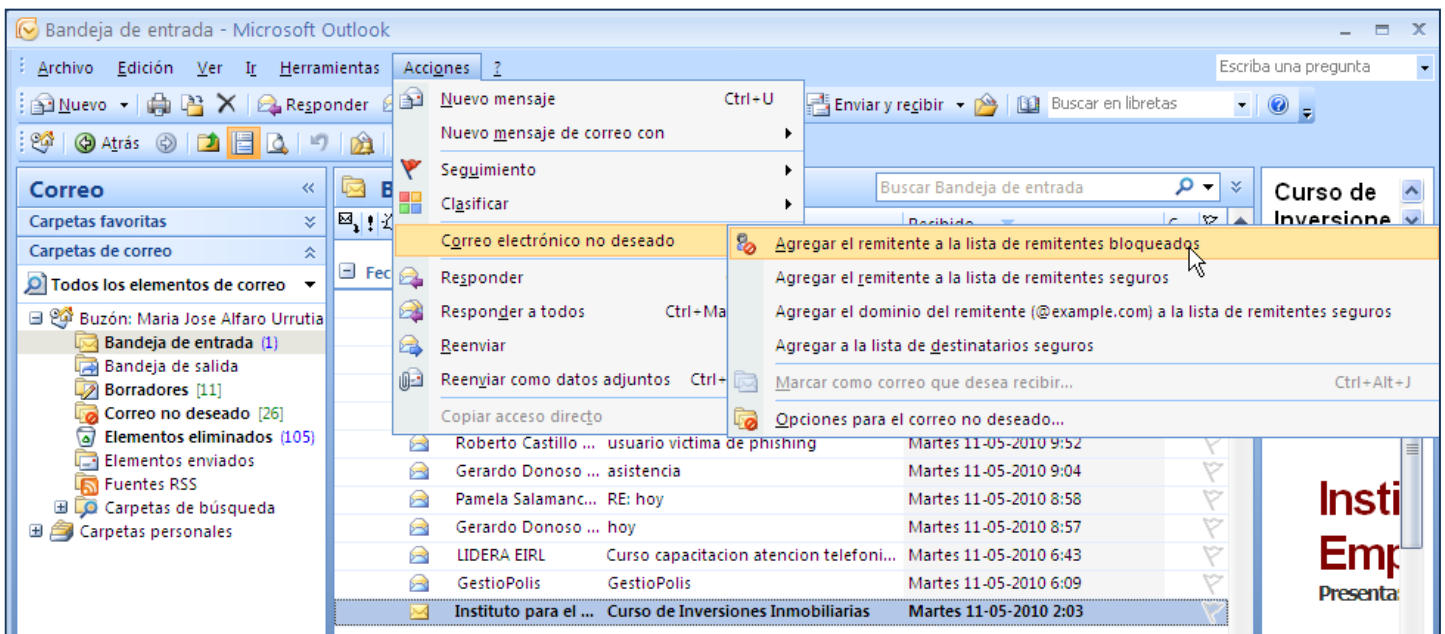 Bandeja de entrada - Microsoft Outlook
Archivo Edición Ver Ir Herramientas Acciones ? Escriba una pregunta
Nuevo Responder Enviar y recibir Buscar en libretas
Atrás
Nuevo mensaje Ctrl+U
Nuevo mensaje de correo con
Seguimiento
Clasificar
Correo electrónico no deseado
Responder
Responder a todos Ctrl+Ma
Reenviar
Reenviar como datos adjuntos Ctrl+
Copiar acceso directo
Agregar el remitente a la lista de remitentes bloqueados
Agregar el remitente a la lista de remitentes seguros
Agregar el dominio del remitente (@example.com) a la lista de remitentes seguros
Agregar a la lista de destinatarios seguros
Marcar como correo que desea recibir... Ctrl+Alt+J
Opciones para el correo no deseado...
Correo
Carpetas favoritas
Carpetas de correo
Todos los elementos de correo
Buzón: Maria Jose Alfaro Urrutia
Bandeja de entrada (1)
Bandeja de salida
Borradores [11]
Correo no deseado [26]
Elementos eliminados (105)
Elementos enviados
Fuentes RSS
Carpetas de búsqueda
Carpetas personales
B
Buscar Bandeja de entrada
Recibido
Fec
Roberto Castillo ... usuario victima de phishing Martes 11-05-2010 9:52
Gerardo Donoso ... asistencia Martes 11-05-2010 9:04
Pamela Salamanc... RE: hoy Martes 11-05-2010 8:58
Gerardo Donoso ... hoy Martes 11-05-2010 8:57
LIDERA EIRL Curso capacitacion atencion telefoni... Martes 11-05-2010 6:43
GestioPolis GestioPolis Martes 11-05-2010 6:09
Instituto para el ... Curso de Inversiones Inmobiliarias Martes 11-05-2010 2:03
Curso de
Inversione
Insti
Emp
Presenta